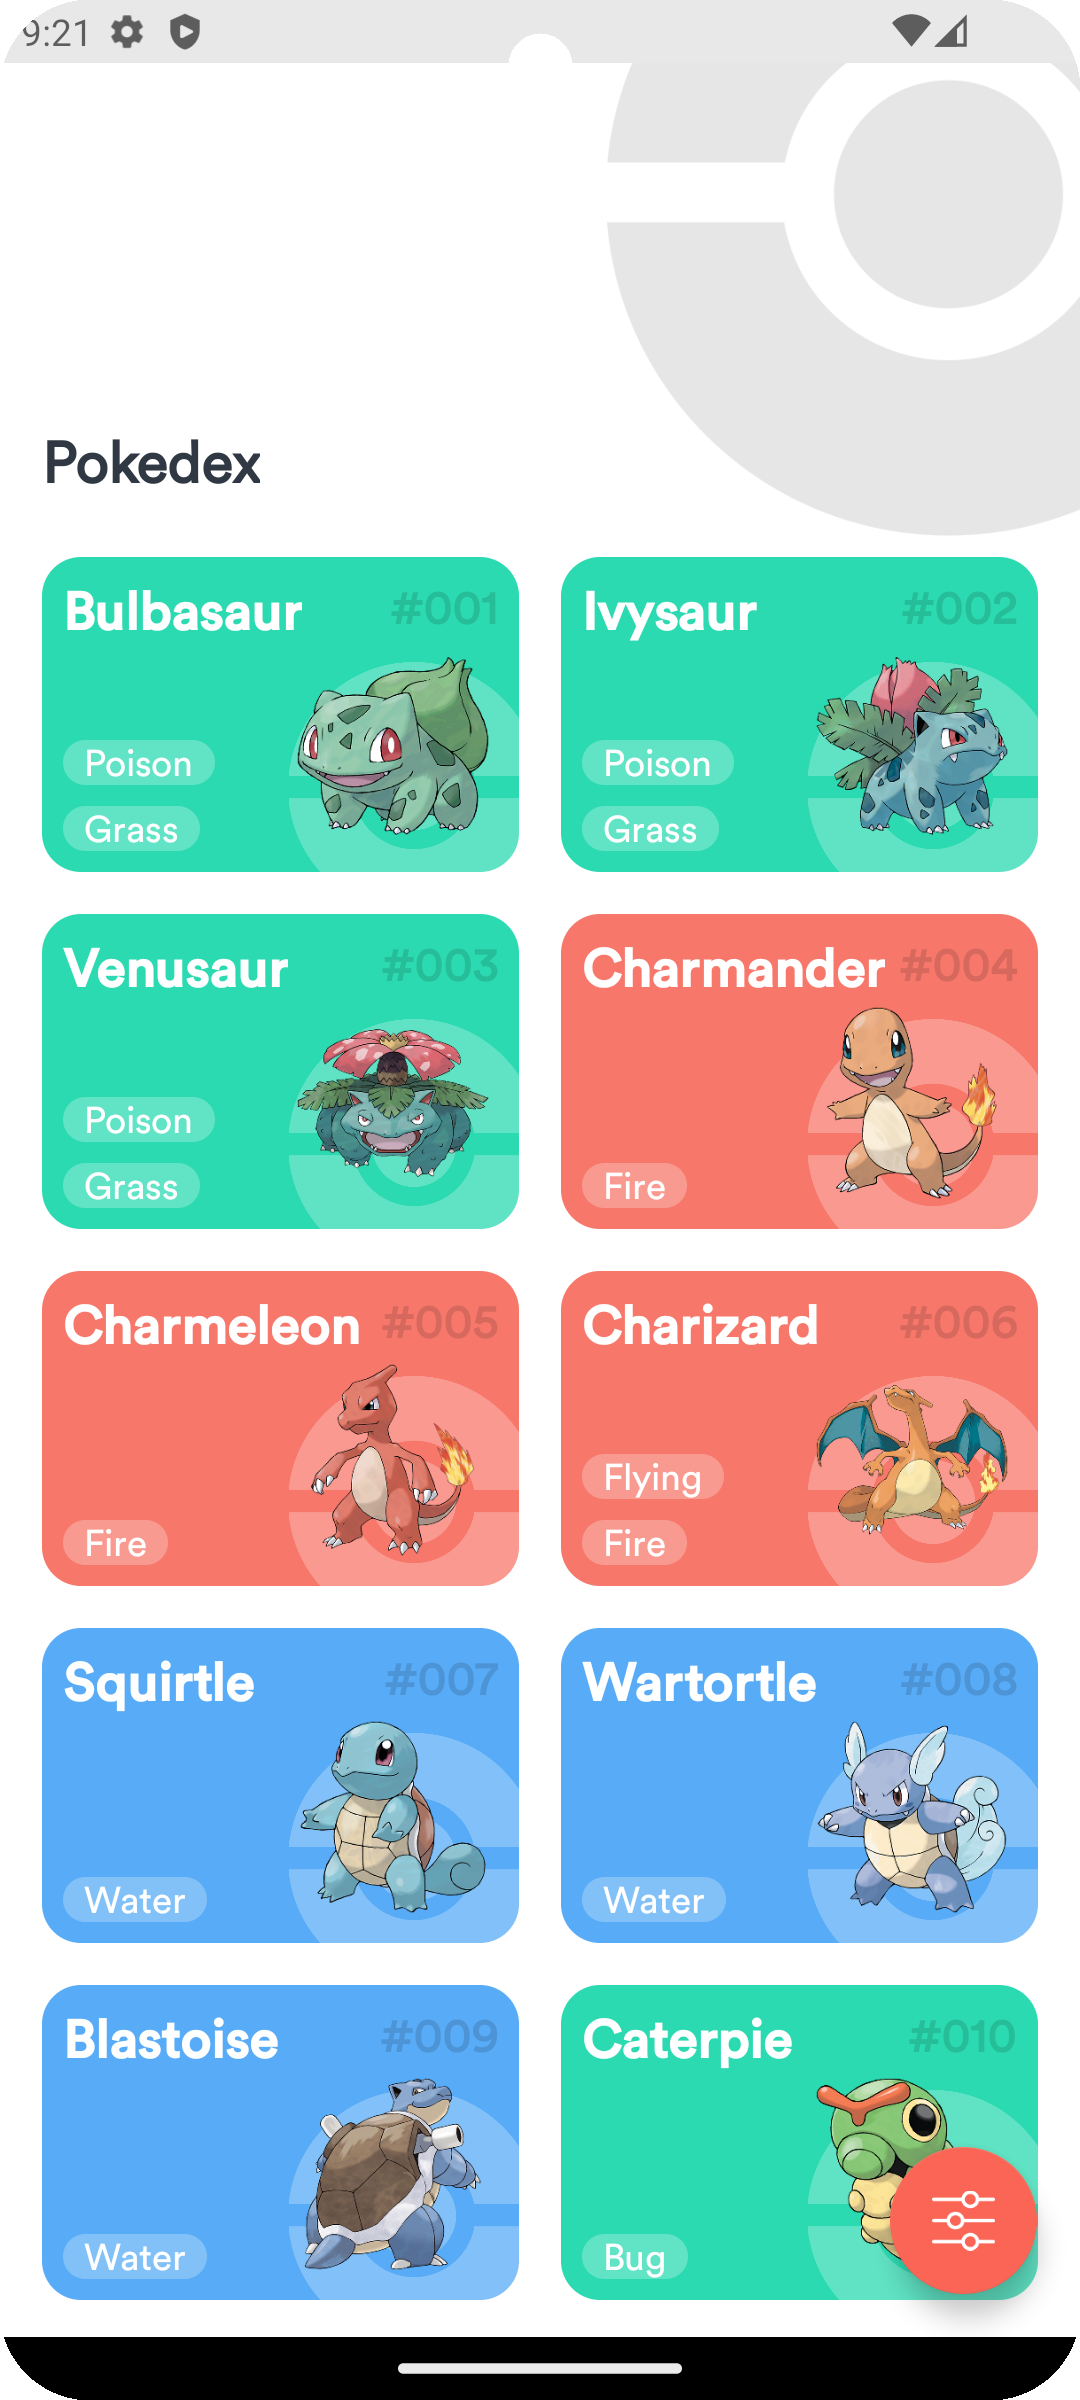 9:21
Pokedex
Bulbasaur #001
Poison
Grass
Ivysaur #002
Poison
Grass
Venusaur #003
Poison
Grass
Charmander #004
Fire
Charmeleon #005
Fire
Charizard #006
Flying
Fire
Squirtle #007
Water
Wartortle #008
Water
Blastoise #009
Water
Caterpie #010
Bug